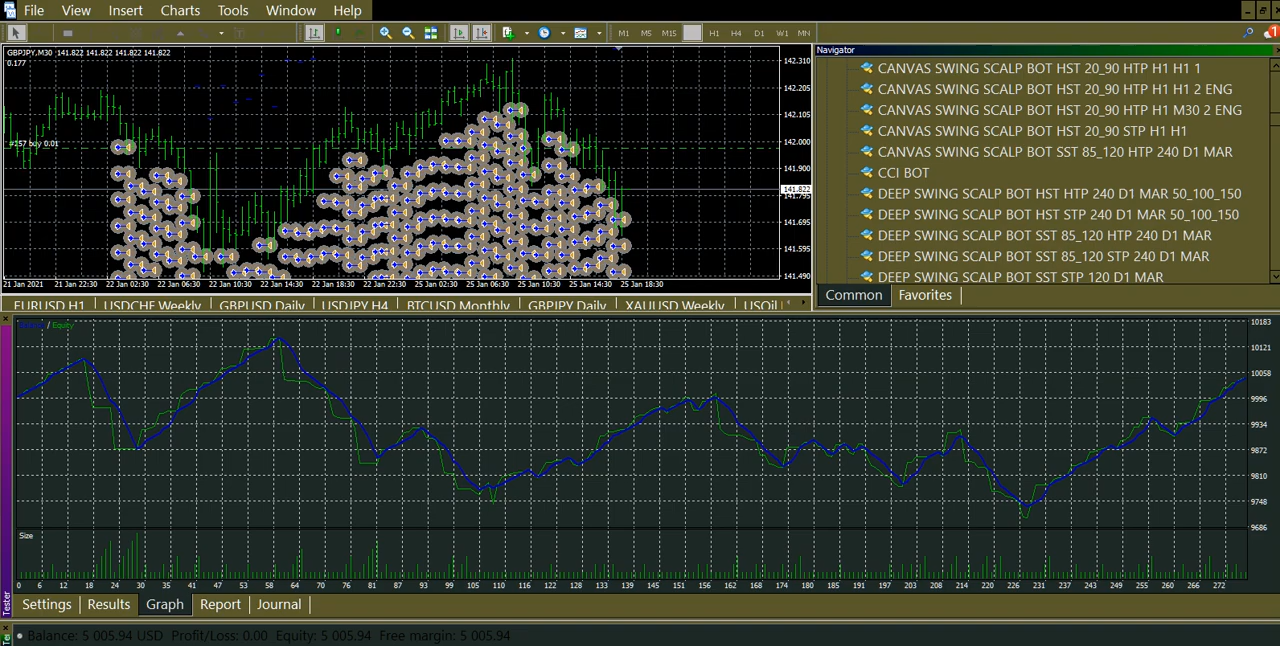 File View Insert Charts Tools Window Help
M1 M5 M15 H1 H4 D1 W1 MN
1
GBPJPY,M30 141.822 141.822 141.822 141.822
0.177
#257 buy 0.01
142.310
142.205
142.105
142.000
141.900
141.822
141.795
141.695
141.595
141.490
21 Jan 2021 21 Jan 22:30 22 Jan 02:30 22 Jan 06:30 22 Jan 10:30 22 Jan 14:30 22 Jan 18:30 22 Jan 22:30 25 Jan 02:30 25 Jan 06:30 25 Jan 10:30 25 Jan 14:30 25 Jan 18:30
EURUSD H1 USDCHF Weekly GBPUSD Daily USDJPY H4 BTCUSD Monthly GBPJPY Daily XAUUSD Weekly USOil
Navigator
CANVAS SWING SCALP BOT HST 20_90 HTP H1 H1 1
CANVAS SWING SCALP BOT HST 20_90 HTP H1 H1 2 ENG
CANVAS SWING SCALP BOT HST 20_90 HTP H1 M30 2 ENG
CANVAS SWING SCALP BOT HST 20_90 STP H1 H1
CANVAS SWING SCALP BOT SST 85_120 HTP 240 D1 MAR
CCI BOT
DEEP SWING SCALP BOT HST HTP 240 D1 MAR 50_100_150
DEEP SWING SCALP BOT HST STP 240 D1 MAR 50_100_150
DEEP SWING SCALP BOT SST 85_120 HTP 240 D1 MAR
DEEP SWING SCALP BOT SST 85_120 STP 240 D1 MAR
DEEP SWING SCALP BOT SST STP 120 D1 MAR
Common Favorites
/ Equity
10183
10121
10058
9996
9934
9872
9810
9748
9686
Size
0 6 12 18 24 30 35 41 47 53 58 64 70 76 81 87 93 99 105 110 116 122 128 133 139 145 151 156 162 168 174 180 185 191 197 203 208 214 220 226 231 237 243 249 255 260 266 272
Tester
Settings Results Graph Report Journal
Balance: 5 005.94 USD Profit/Loss: 0.00 Equity: 5 005.94 Free margin: 5 005.94